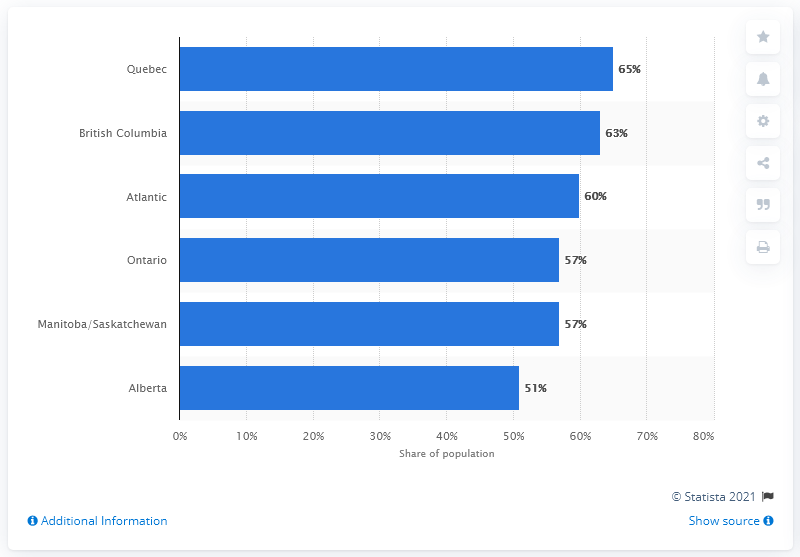 Quebec 65%
British Columbia 63%
Atlantic 60%
Ontario 57%
Manitoba/Saskatchewan 57%
Alberta 51%
0% 10% 20% 30% 40% 50% 60% 70% 80%
Share of population
© Statista 2021
Additional Information Show source